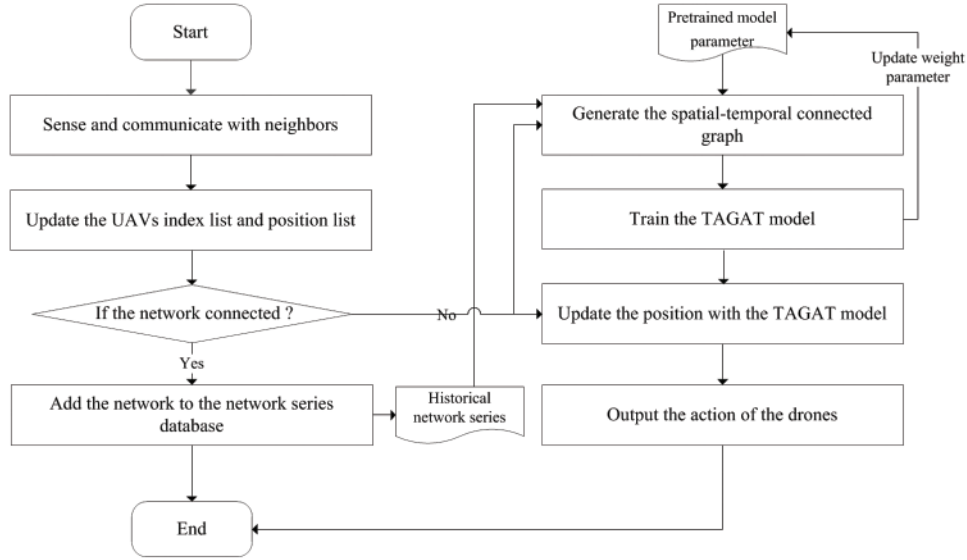 Start
Sense and communicate with neighbors
Update the UAVs index list and position list
If the network connected ?
No
Yes
Add the network to the network series
database
Historical
network series
End
Pretrained model
parameter
Update weight
parameter
Generate the spatial-temporal connected
graph
Train the TAGAT model
Update the position with the TAGAT model
Output the action of the drones